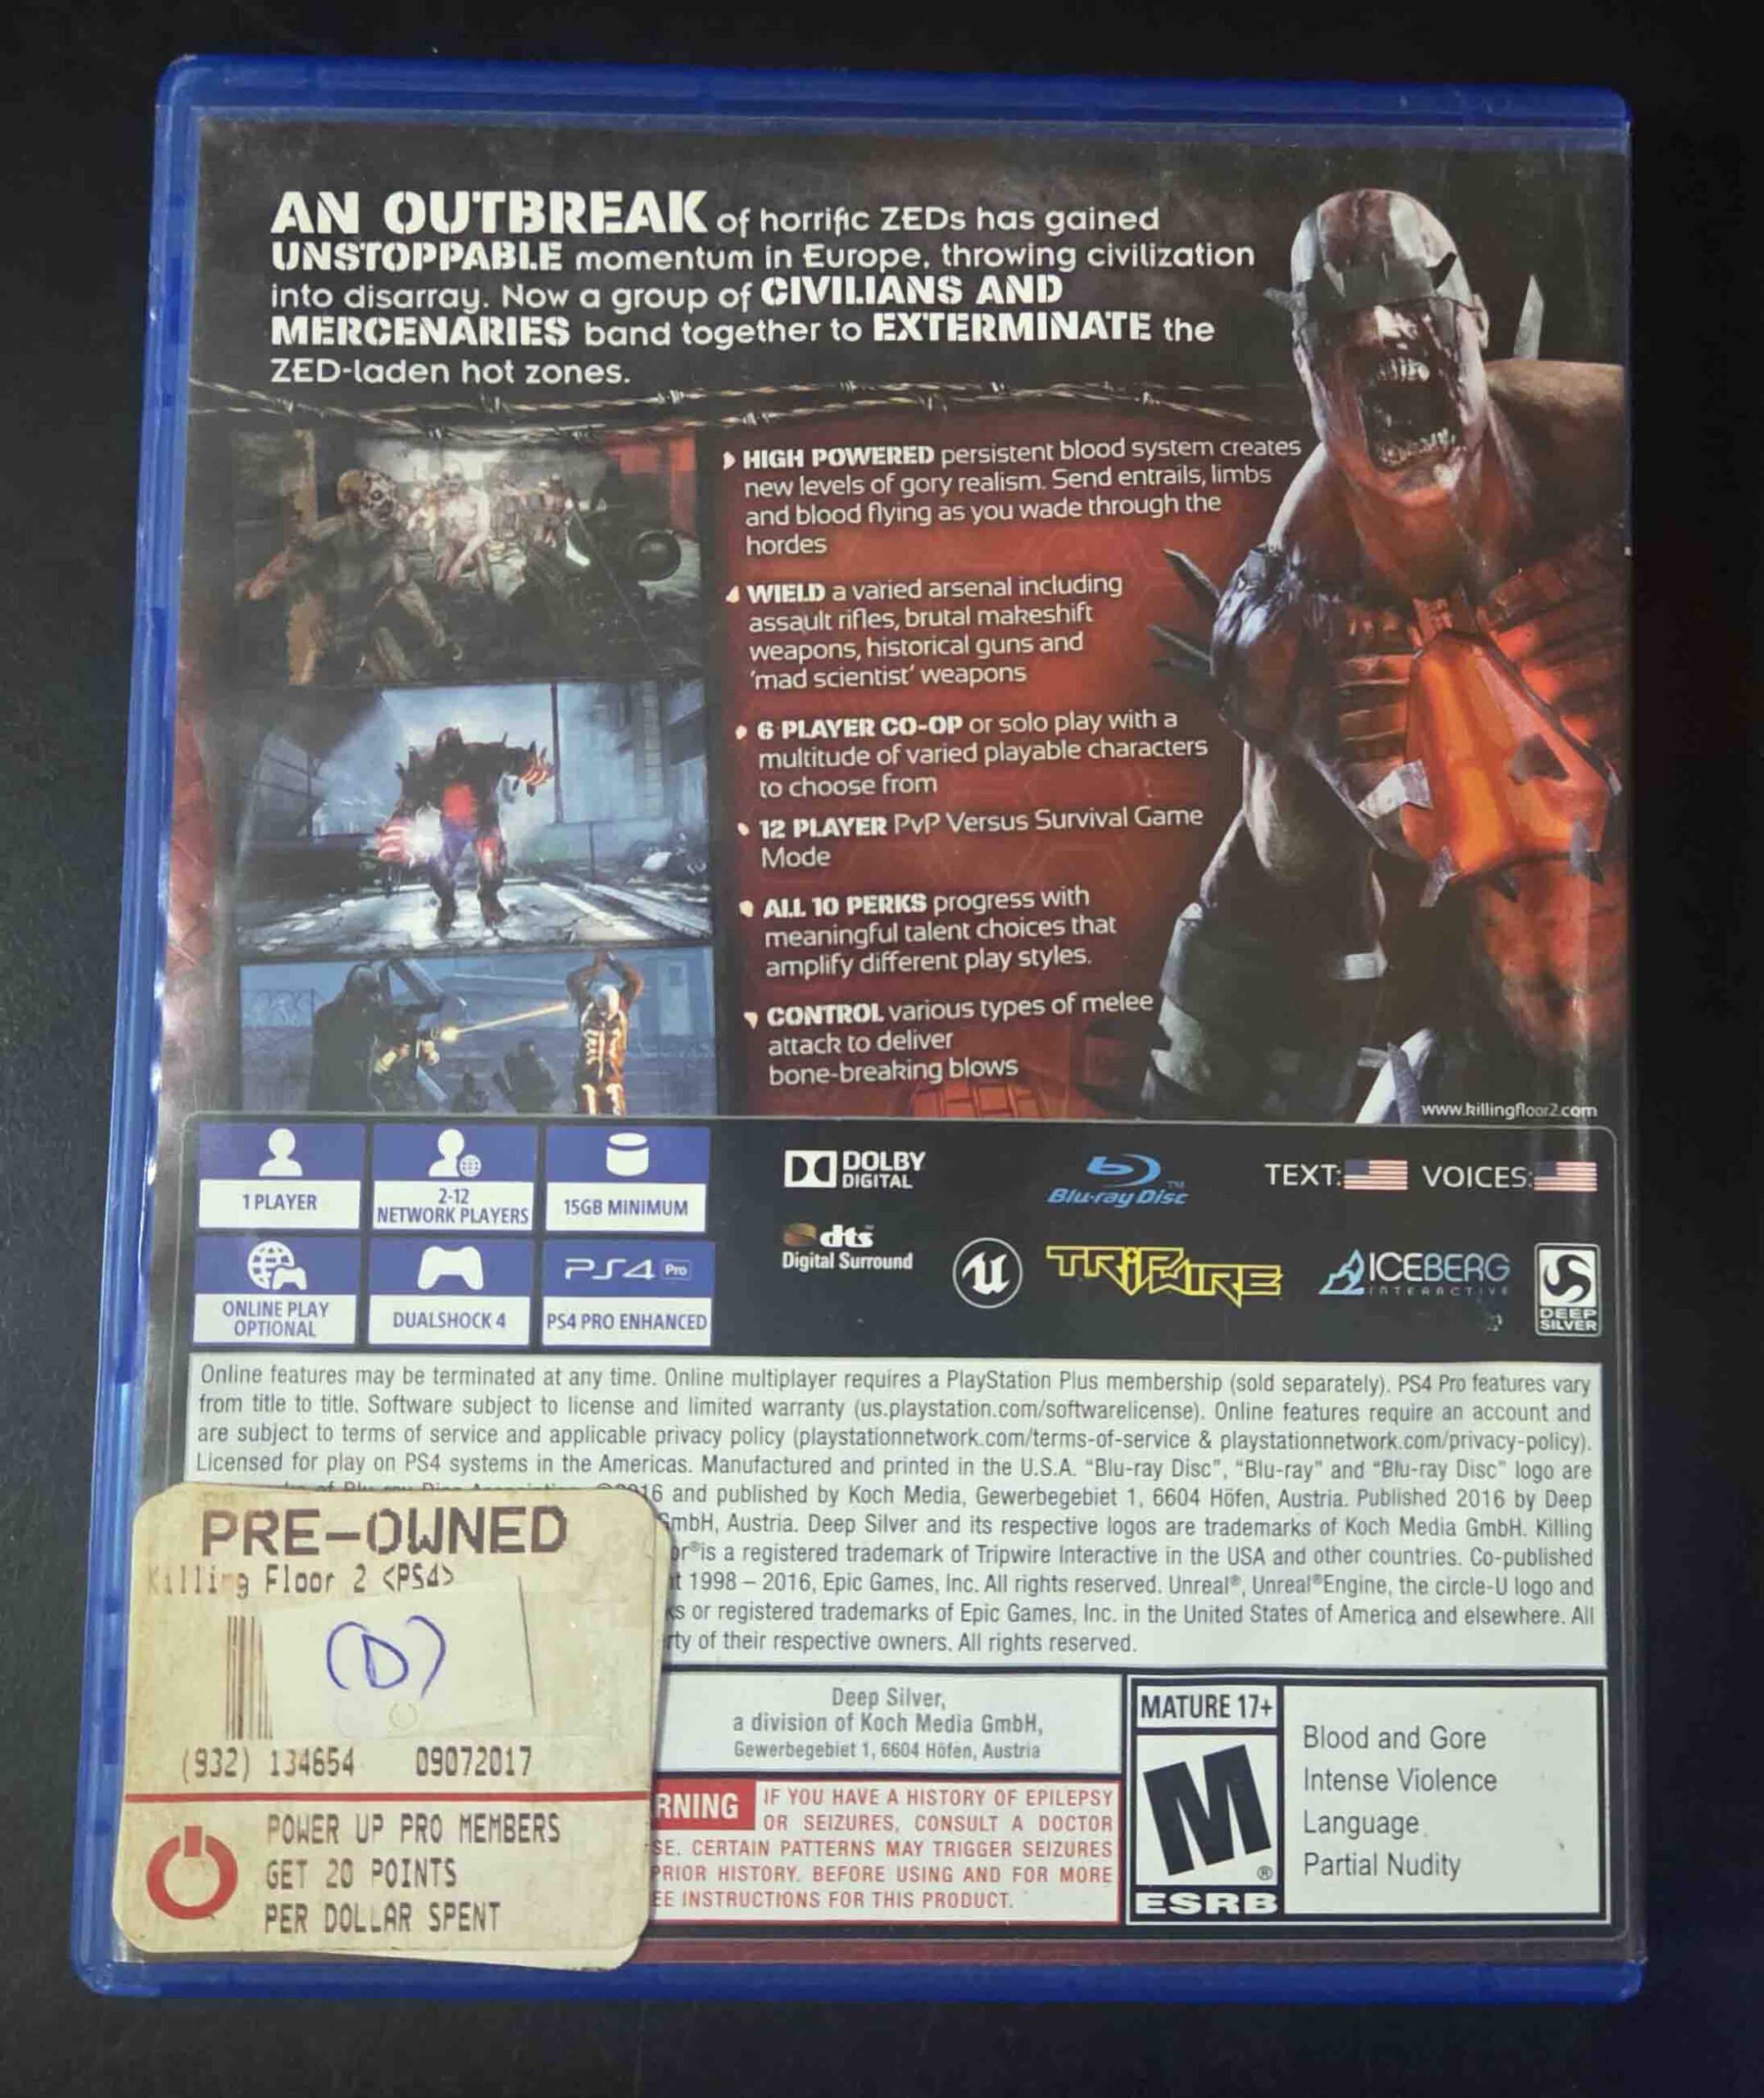 AN OUTBREAK of horrific ZEDs has gained
UNSTOPPABLE momentum in Europe, throwing civilization
into disarray. Now a group of CIVILIANS AND
MERCENARIES band together to EXTERMINATE the
ZED-laden hot zones.
HIGH POWERED persistent blood system creates
new levels of gory realism. Send entrails, limbs
and blood flying as you wade through the
hordes
WIELD a varied arsenal including
assault rifles, brutal makeshift
weapons, historical guns and
'mad scientist' weapons
6 PLAYER CO-OP or solo play with a
multitude of varied playable characters
to choose from
12 PLAYER PvP Versus Survival Game
Mode
ALL 10 PERKS progress with
meaningful talent choices that
amplify different play styles.
CONTROL various types of melee
attack to deliver
bone-breaking blows
www.killingfloor2.com
1 PLAYER
2-12
NETWORK PLAYERS
15GB MINIMUM
ONLINE PLAY
OPTIONAL
DUALSHOCK 4
PS4 Pro
PS4 PRO ENHANCED
DOLBY
DIGITAL
Blu-ray Disc™
TEXT: VOICES:
dts™
Digital Surround
TRIPWIRE
ICEBERG
INTERACTIVE
DEEP
SILVER
Online features may be terminated at any time. Online multiplayer requires a PlayStation Plus membership (sold separately). PS4 Pro features vary
from title to title. Software subject to license and limited warranty (us.playstation.com/softwarelicense). Online features require an account and
are subject to terms of service and applicable privacy policy (playstationnetwork.com/terms-of-service & playstationnetwork.com/privacy-policy).
Licensed for play on PS4 systems in the Americas. Manufactured and printed in the U.S.A. “Blu-ray Disc”, “Blu-ray” and “Blu-ray Disc” logo are
16 and published by Koch Media, Gewerbegebiet 1, 6604 Höfen, Austria. Published 2016 by Deep
GmbH, Austria. Deep Silver and its respective logos are trademarks of Koch Media GmbH. Killing
or®is a registered trademark of Tripwire Interactive in the USA and other countries. Co-published
t 1998 – 2016, Epic Games, Inc. All rights reserved. Unreal®, Unreal®Engine, the circle-U logo and
ks or registered trademarks of Epic Games, Inc. in the United States of America and elsewhere. All
rty of their respective owners. All rights reserved.
PRE-OWNED
Killing Floor 2 <PS4>
(D)
(932) 134654 09072017
POWER UP PRO MEMBERS
GET 20 POINTS
PER DOLLAR SPENT
Deep Silver,
a division of Koch Media GmbH,
Gewerbegebiet 1, 6604 Höfen, Austria
RNING IF YOU HAVE A HISTORY OF EPILEPSY
OR SEIZURES, CONSULT A DOCTOR
SE. CERTAIN PATTERNS MAY TRIGGER SEIZURES
PRIOR HISTORY. BEFORE USING AND FOR MORE
EE INSTRUCTIONS FOR THIS PRODUCT.
MATURE 17+
M®
ESRB
Blood and Gore
Intense Violence
Language
Partial Nudity